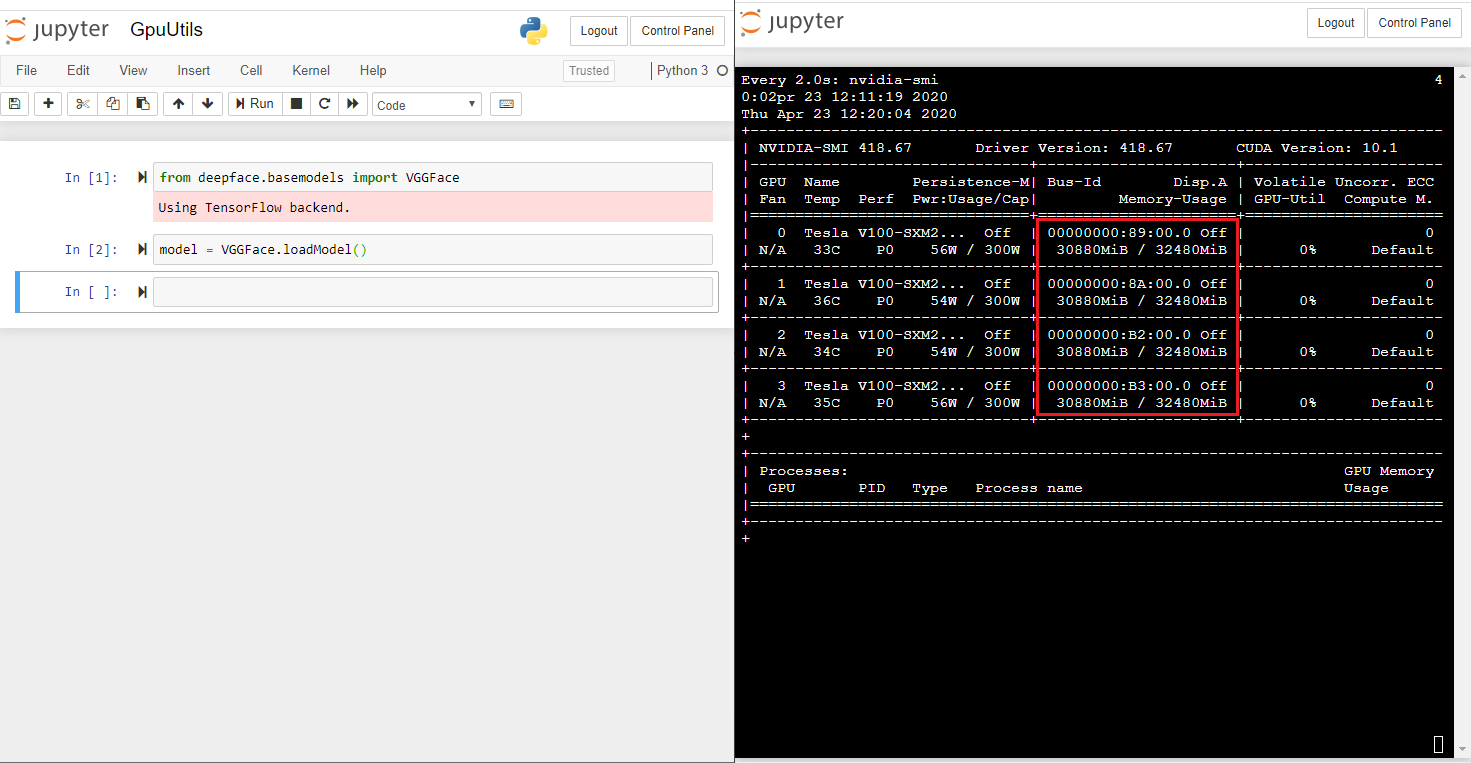 jupyter GpuUtils
Logout Control Panel
File Edit View Insert Cell Kernel Help
Trusted Python 3
Run Code
In [1]: from deepface.basemodels import VGGFace
Using TensorFlow backend.
In [2]: model = VGGFace.loadModel()
In [ ]:
jupyter
Logout Control Panel
Every 2.0s: nvidia-smi 4
0:02pr 23 12:11:19 2020
Thu Apr 23 12:20:04 2020
+-----------------------------------------------------------------------------
| NVIDIA-SMI 418.67       Driver Version: 418.67       CUDA Version: 10.1
|-------------------------------+----------------------+----------------------
| GPU  Name        Persistence-M| Bus-Id        Disp.A | Volatile Uncorr. ECC
| Fan  Temp  Perf  Pwr:Usage/Cap|         Memory-Usage | GPU-Util  Compute M.
|===============================+======================+======================
|   0  Tesla V100-SXM2...  Off  | 00000000:89:00.0 Off |                    0
| N/A   33C    P0    56W / 300W |  30880MiB / 32480MiB |      0%      Default
+-------------------------------+----------------------+----------------------
|   1  Tesla V100-SXM2...  Off  | 00000000:8A:00.0 Off |                    0
| N/A   36C    P0    54W / 300W |  30880MiB / 32480MiB |      0%      Default
+-------------------------------+----------------------+----------------------
|   2  Tesla V100-SXM2...  Off  | 00000000:B2:00.0 Off |                    0
| N/A   34C    P0    54W / 300W |  30880MiB / 32480MiB |      0%      Default
+-------------------------------+----------------------+----------------------
|   3  Tesla V100-SXM2...  Off  | 00000000:B3:00.0 Off |                    0
| N/A   35C    P0    56W / 300W |  30880MiB / 32480MiB |      0%      Default
+-------------------------------+----------------------+----------------------
+
+-----------------------------------------------------------------------------
| Processes:                                                       GPU Memory
|  GPU       PID   Type   Process name                             Usage
|=============================================================================
+-----------------------------------------------------------------------------
+